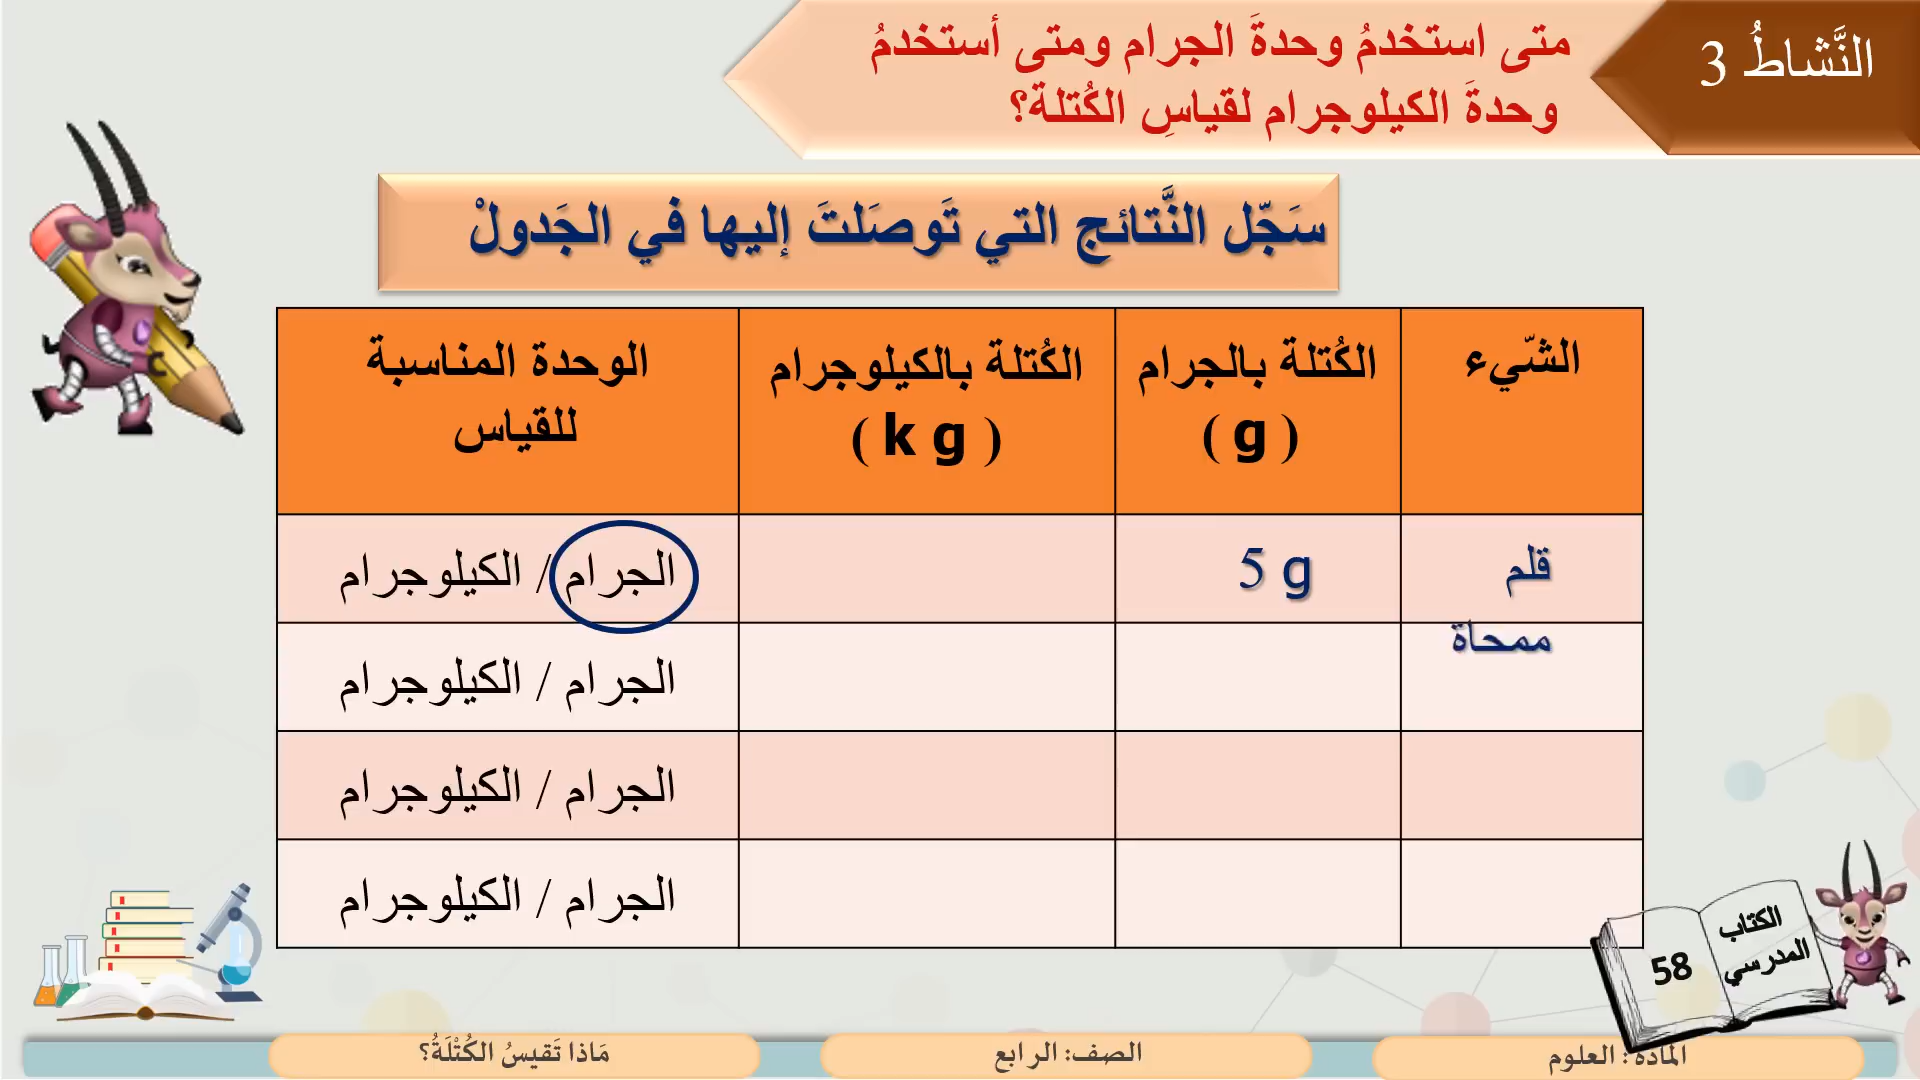 النَّشاطُ 3
متى استخدمُ وحدةَ الجرام ومتى أستخدمُ
وحدةَ الكيلوجرام لقياسِ الكُتلة؟
سَجّل النَّتائج التي تَوصَلتَ إليها في الجَدولْ
الشّيء
الكُتلة بالجرام
( g )
الكُتلة بالكيلوجرام
( k g )
الوحدة المناسبة
للقياس
قلم
5 g
الجرام / الكيلوجرام
ممحاة
الجرام / الكيلوجرام
الجرام / الكيلوجرام
الجرام / الكيلوجرام
الكتاب
المدرسي
58
المادة : العلوم
الصف: الرابع
مَاذا تَقيسُ الكُتْلَةُ؟